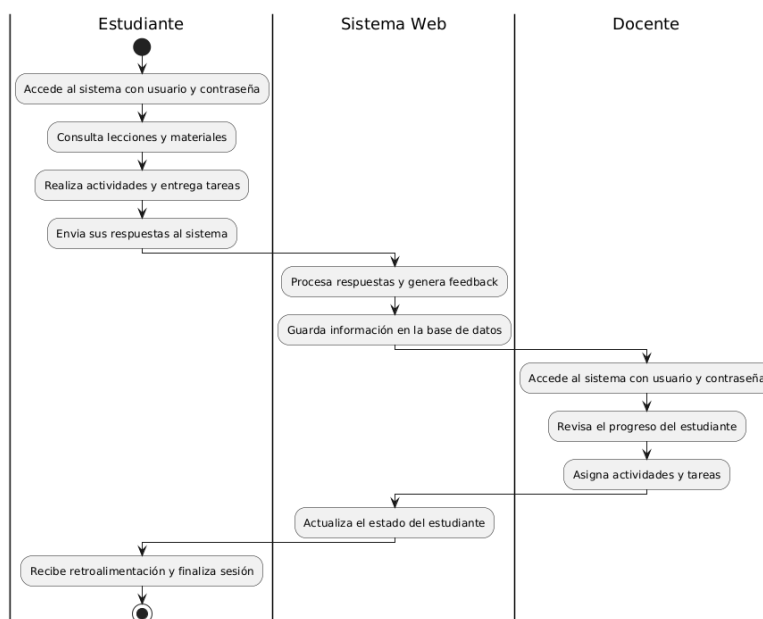 Estudiante
Sistema Web
Docente
Accede al sistema con usuario y contraseña
Consulta lecciones y materiales
Realiza actividades y entrega tareas
Envia sus respuestas al sistema
Procesa respuestas y genera feedback
Guarda información en la base de datos
Accede al sistema con usuario y contraseña
Revisa el progreso del estudiante
Asigna actividades y tareas
Actualiza el estado del estudiante
Recibe retroalimentación y finaliza sesión